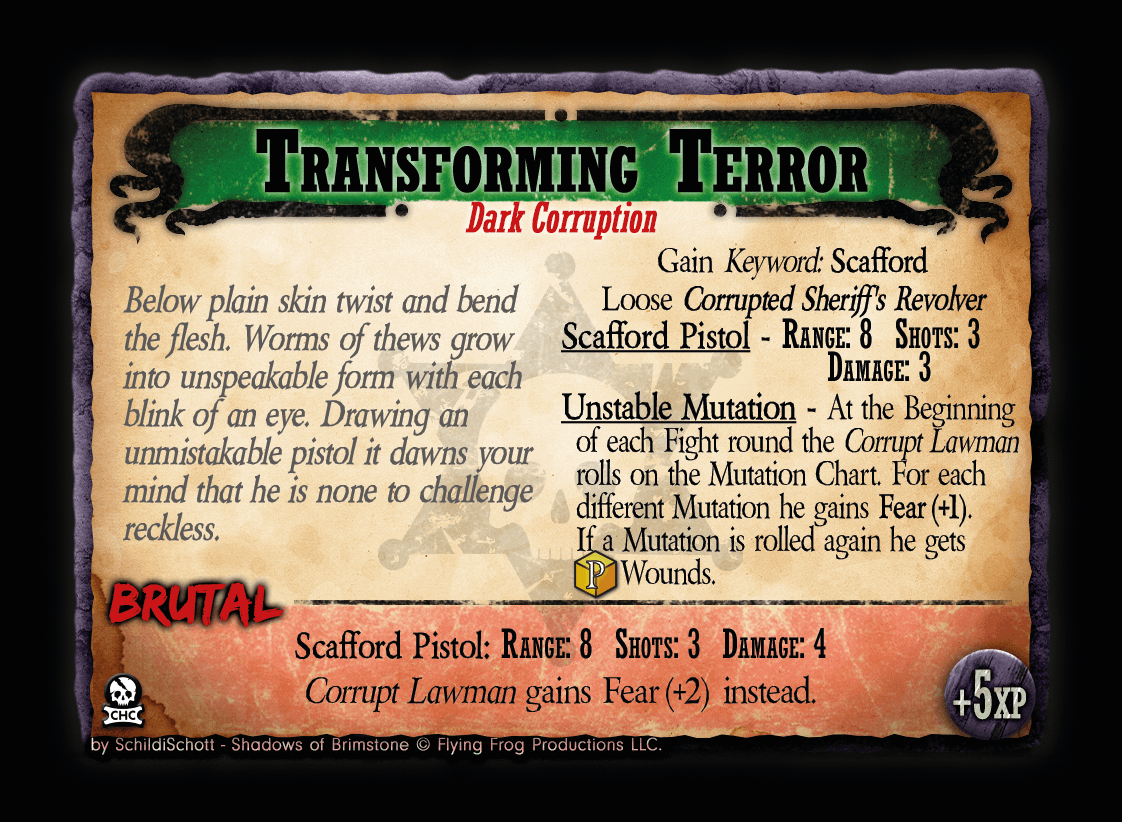 Transforming Terror
Dark Corruption
Below plain skin twist and bend
the flesh. Worms of thews grow
into unspeakable form with each
blink of an eye. Drawing an
unmistakable pistol it dawns your
mind that he is none to challenge
reckless.
Gain Keyword: Scafford
Loose Corrupted Sheriff's Revolver
Scafford Pistol - Range: 8 Shots: 3
Damage: 3
Unstable Mutation - At the Beginning
of each Fight round the Corrupt Lawman
rolls on the Mutation Chart. For each
different Mutation he gains Fear (+1).
If a Mutation is rolled again he gets
P Wounds.
BRUTAL
Scafford Pistol: Range: 8 Shots: 3 Damage: 4
Corrupt Lawman gains Fear (+2) instead.
CHC
+5XP
by SchildiSchott - Shadows of Brimstone © Flying Frog Productions LLC.